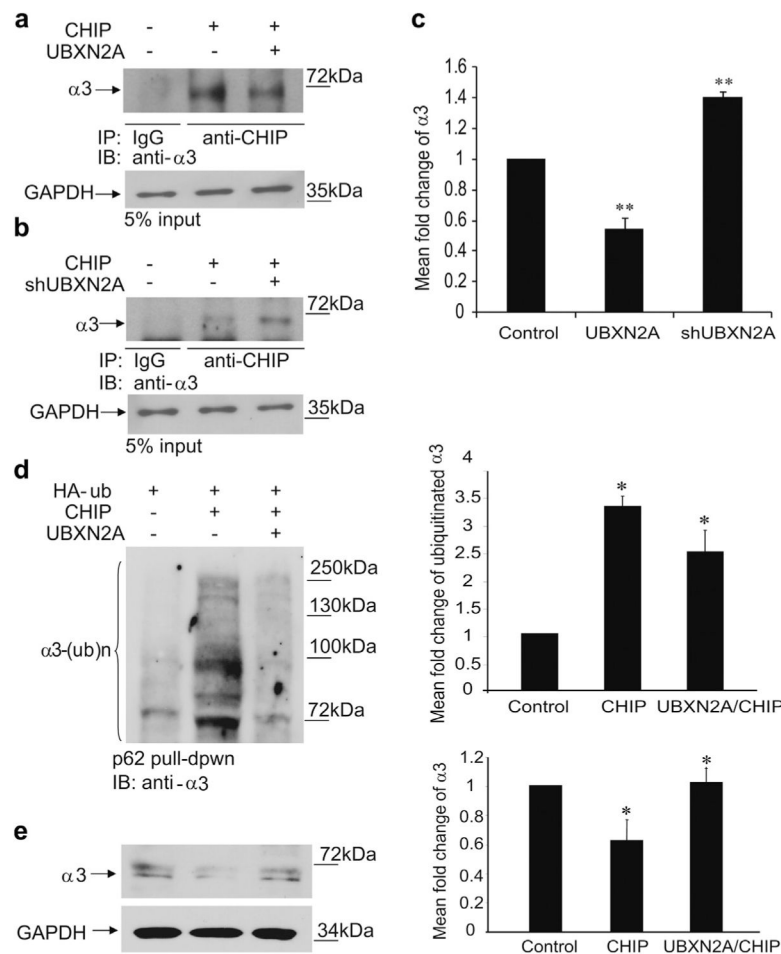 a
CHIP - + +
UBXN2A - - +
α3 72kDa
IP: IgG anti-CHIP
IB: anti-α3
GAPDH 35kDa
5% input
b
CHIP - + +
shUBXN2A - - +
α3 72kDa
IP: IgG anti-CHIP
IB: anti-α3
GAPDH 35kDa
5% input
c
Mean fold change of α3
1.6
1.4
1.2
1
0.8
0.6
0.4
0.2
0
**
**
Control UBXN2A shUBXN2A
d
HA-ub + + +
CHIP - + +
UBXN2A - - +
α3-(ub)n
250kDa
130kDa
100kDa
72kDa
p62 pull-dpwn
IB: anti-α3
Mean fold change of ubiquitinated α3
4
3.5
3
2.5
2
1.5
1
0.5
0
*
*
Control CHIP UBXN2A/CHIP
e
α3 72kDa
GAPDH 34kDa
Mean fold change of α3
1.2
1
0.8
0.6
0.4
0.2
0
*
*
Control CHIP UBXN2A/CHIP